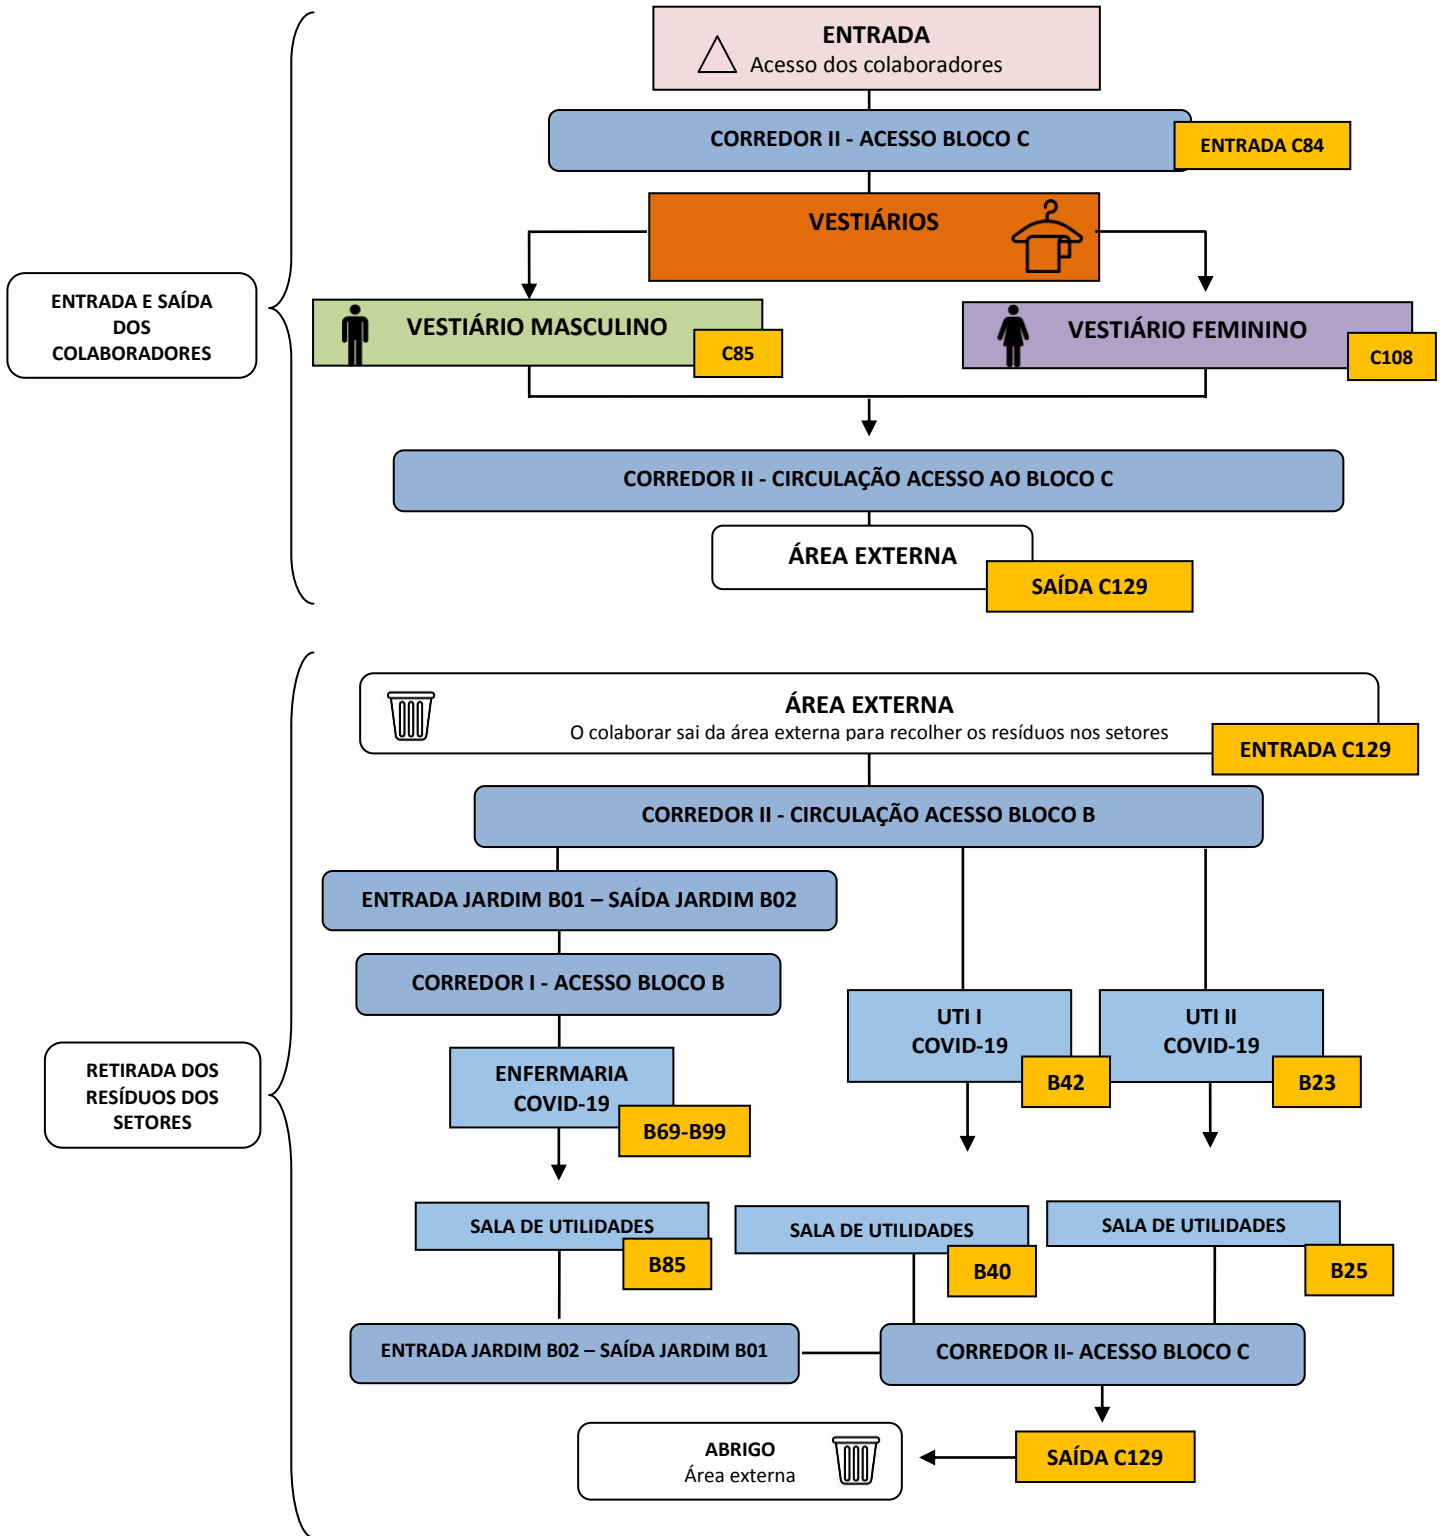 ENTRADA
Acesso dos colaboradores
CORREDOR II - ACESSO BLOCO C
ENTRADA C84
VESTIÁRIOS
ENTRADA E SAÍDA
DOS
COLABORADORES
VESTIÁRIO MASCULINO
C85
VESTIÁRIO FEMININO
C108
CORREDOR II - CIRCULAÇÃO ACESSO AO BLOCO C
ÁREA EXTERNA
SAÍDA C129
ÁREA EXTERNA
O colaborar sai da área externa para recolher os resíduos nos setores
ENTRADA C129
CORREDOR II - CIRCULAÇÃO ACESSO BLOCO B
ENTRADA JARDIM B01 – SAÍDA JARDIM B02
CORREDOR I - ACESSO BLOCO B
UTI I
COVID-19
B42
UTI II
COVID-19
B23
RETIRADA DOS
RESÍDUOS DOS
SETORES
ENFERMARIA
COVID-19
B69-B99
SALA DE UTILIDADES
B85
SALA DE UTILIDADES
B40
SALA DE UTILIDADES
B25
ENTRADA JARDIM B02 – SAÍDA JARDIM B01
CORREDOR II- ACESSO BLOCO C
ABRIGO
Área externa
SAÍDA C129